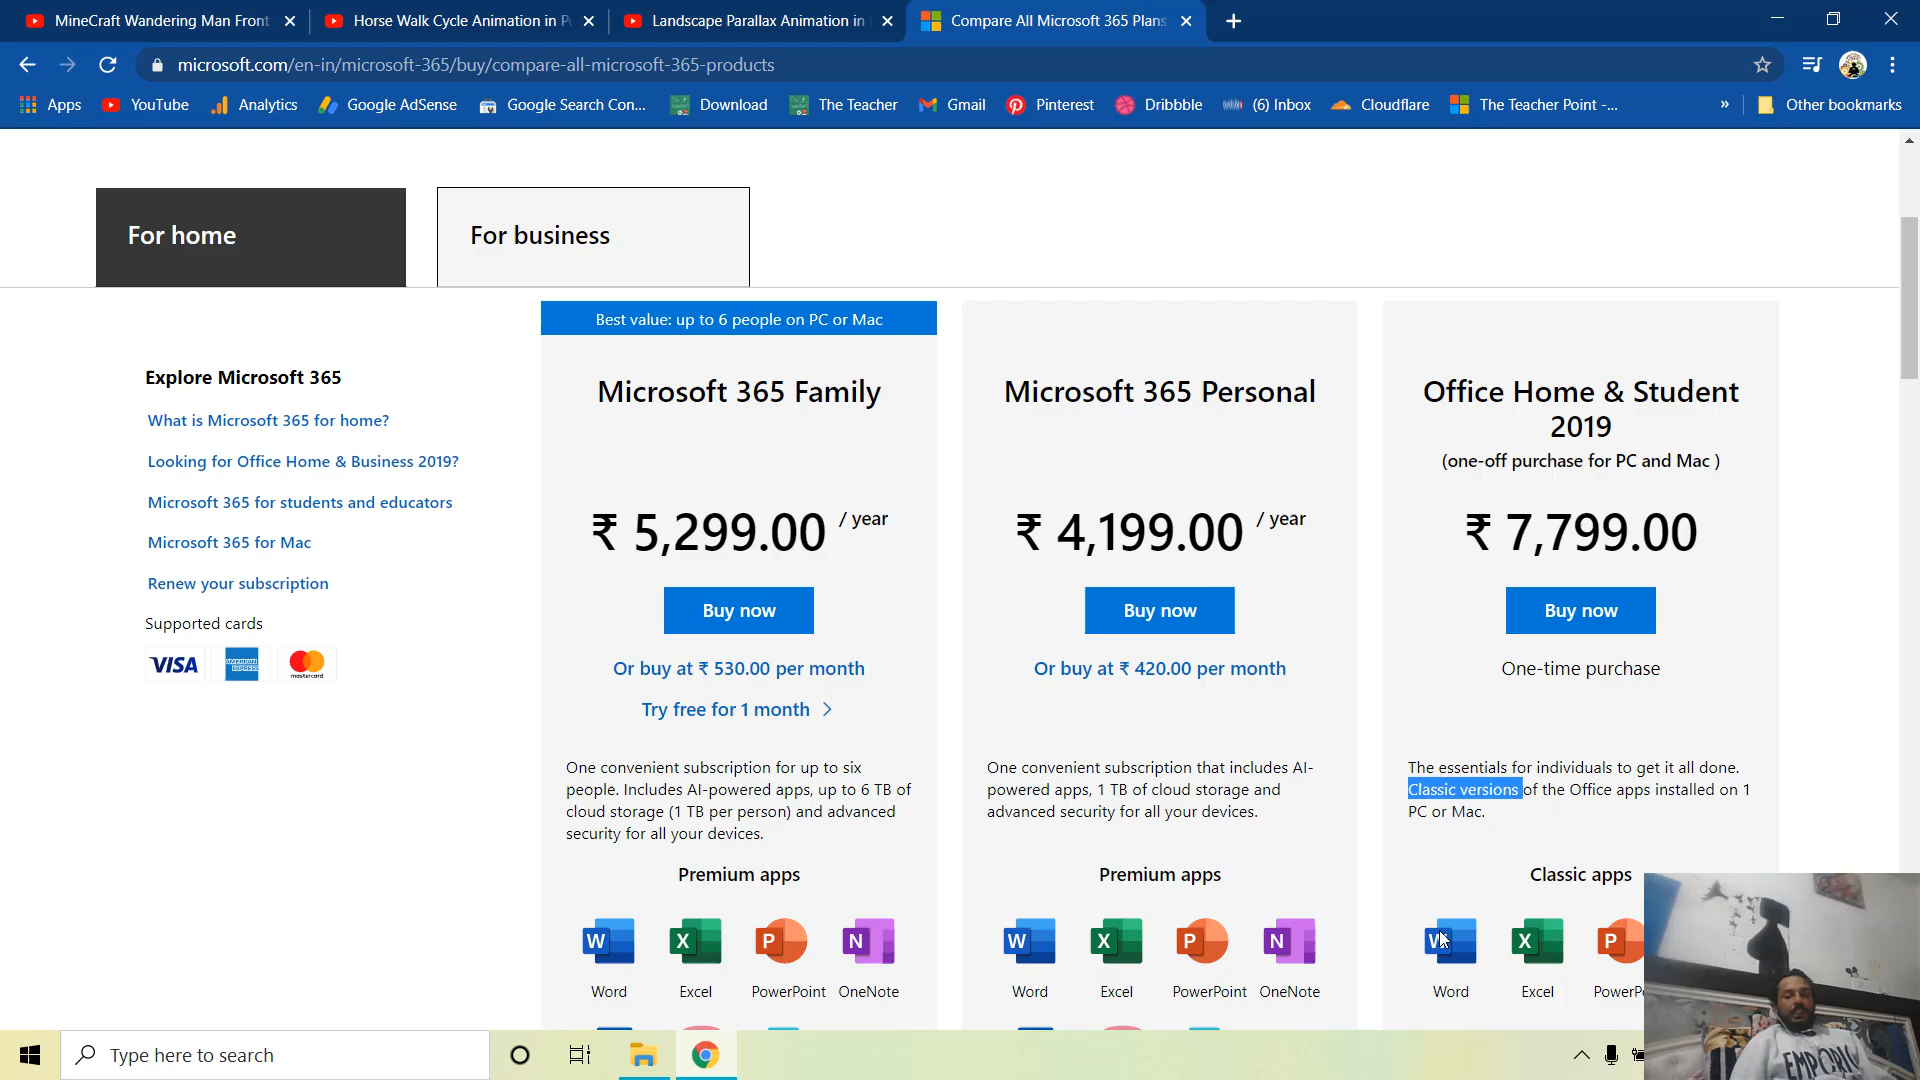 MineCraft Wandering Man Front
Horse Walk Cycle Animation in P
Landscape Parallax Animation in
Compare All Microsoft 365 Plans
microsoft.com/en-in/microsoft-365/buy/compare-all-microsoft-365-products
Apps
YouTube
Analytics
Google AdSense
Google Search Con...
Download
The Teacher
Gmail
Pinterest
Dribbble
(6) Inbox
Cloudflare
The Teacher Point -...
»
Other bookmarks
For home
For business
Explore Microsoft 365
What is Microsoft 365 for home?
Looking for Office Home & Business 2019?
Microsoft 365 for students and educators
Microsoft 365 for Mac
Renew your subscription
Supported cards
VISA
AMERICAN EXPRESS
mastercard
Best value: up to 6 people on PC or Mac
Microsoft 365 Family
₹ 5,299.00 / year
Buy now
Or buy at ₹ 530.00 per month
Try free for 1 month
One convenient subscription for up to six
people. Includes AI-powered apps, up to 6 TB of
cloud storage (1 TB per person) and advanced
security for all your devices.
Premium apps
W
X
P
N
Word
Excel
PowerPoint
OneNote
Microsoft 365 Personal
₹ 4,199.00 / year
Buy now
Or buy at ₹ 420.00 per month
One convenient subscription that includes AI-
powered apps, 1 TB of cloud storage and
advanced security for all your devices.
Premium apps
W
X
P
N
Word
Excel
PowerPoint
OneNote
Office Home & Student
2019
(one-off purchase for PC and Mac )
₹ 7,799.00
Buy now
One-time purchase
The essentials for individuals to get it all done.
Classic versions of the Office apps installed on 1
PC or Mac.
Classic apps
W
X
P
Word
Excel
PowerP
EMPORIO
Type here to search